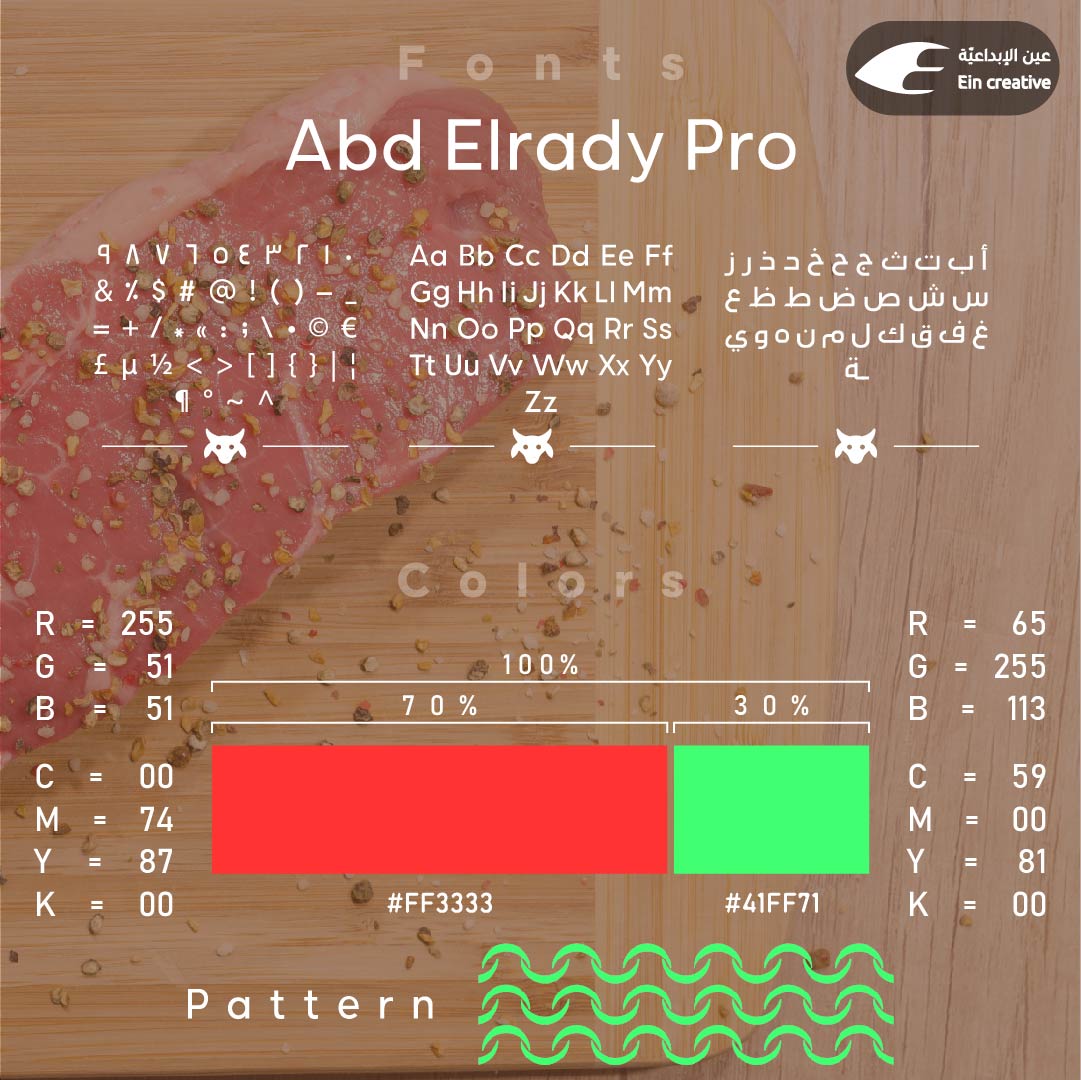 Fonts
عين الإبداعيّة
Ein creative
Abd Elrady Pro
٩ ٨ ٧ ٦ ٥ ٤ ٣ ٢ ١ ٠
& ٪ $ # @ ! ( ) – _
= + / * » : ; \ • © €
£ µ ½ < > [ ] { } | ¦
¶ ° ~ ^
Aa Bb Cc Dd Ee Ff
Gg Hh Ii Jj Kk Ll Mm
Nn Oo Pp Qq Rr Ss
Tt Uu Vv Ww Xx Yy
Zz
أ ب ت ث ج ح خ د ذ ر ز
س ش ص ض ط ظ ع
غ ف ق ك ل م ن ه و ي
ـة
Colors
R = 255
G = 51
B = 51
C = 00
M = 74
Y = 87
K = 00
100%
70%
30%
#FF3333
#41FF71
R = 65
G = 255
B = 113
C = 59
M = 00
Y = 81
K = 00
Pattern